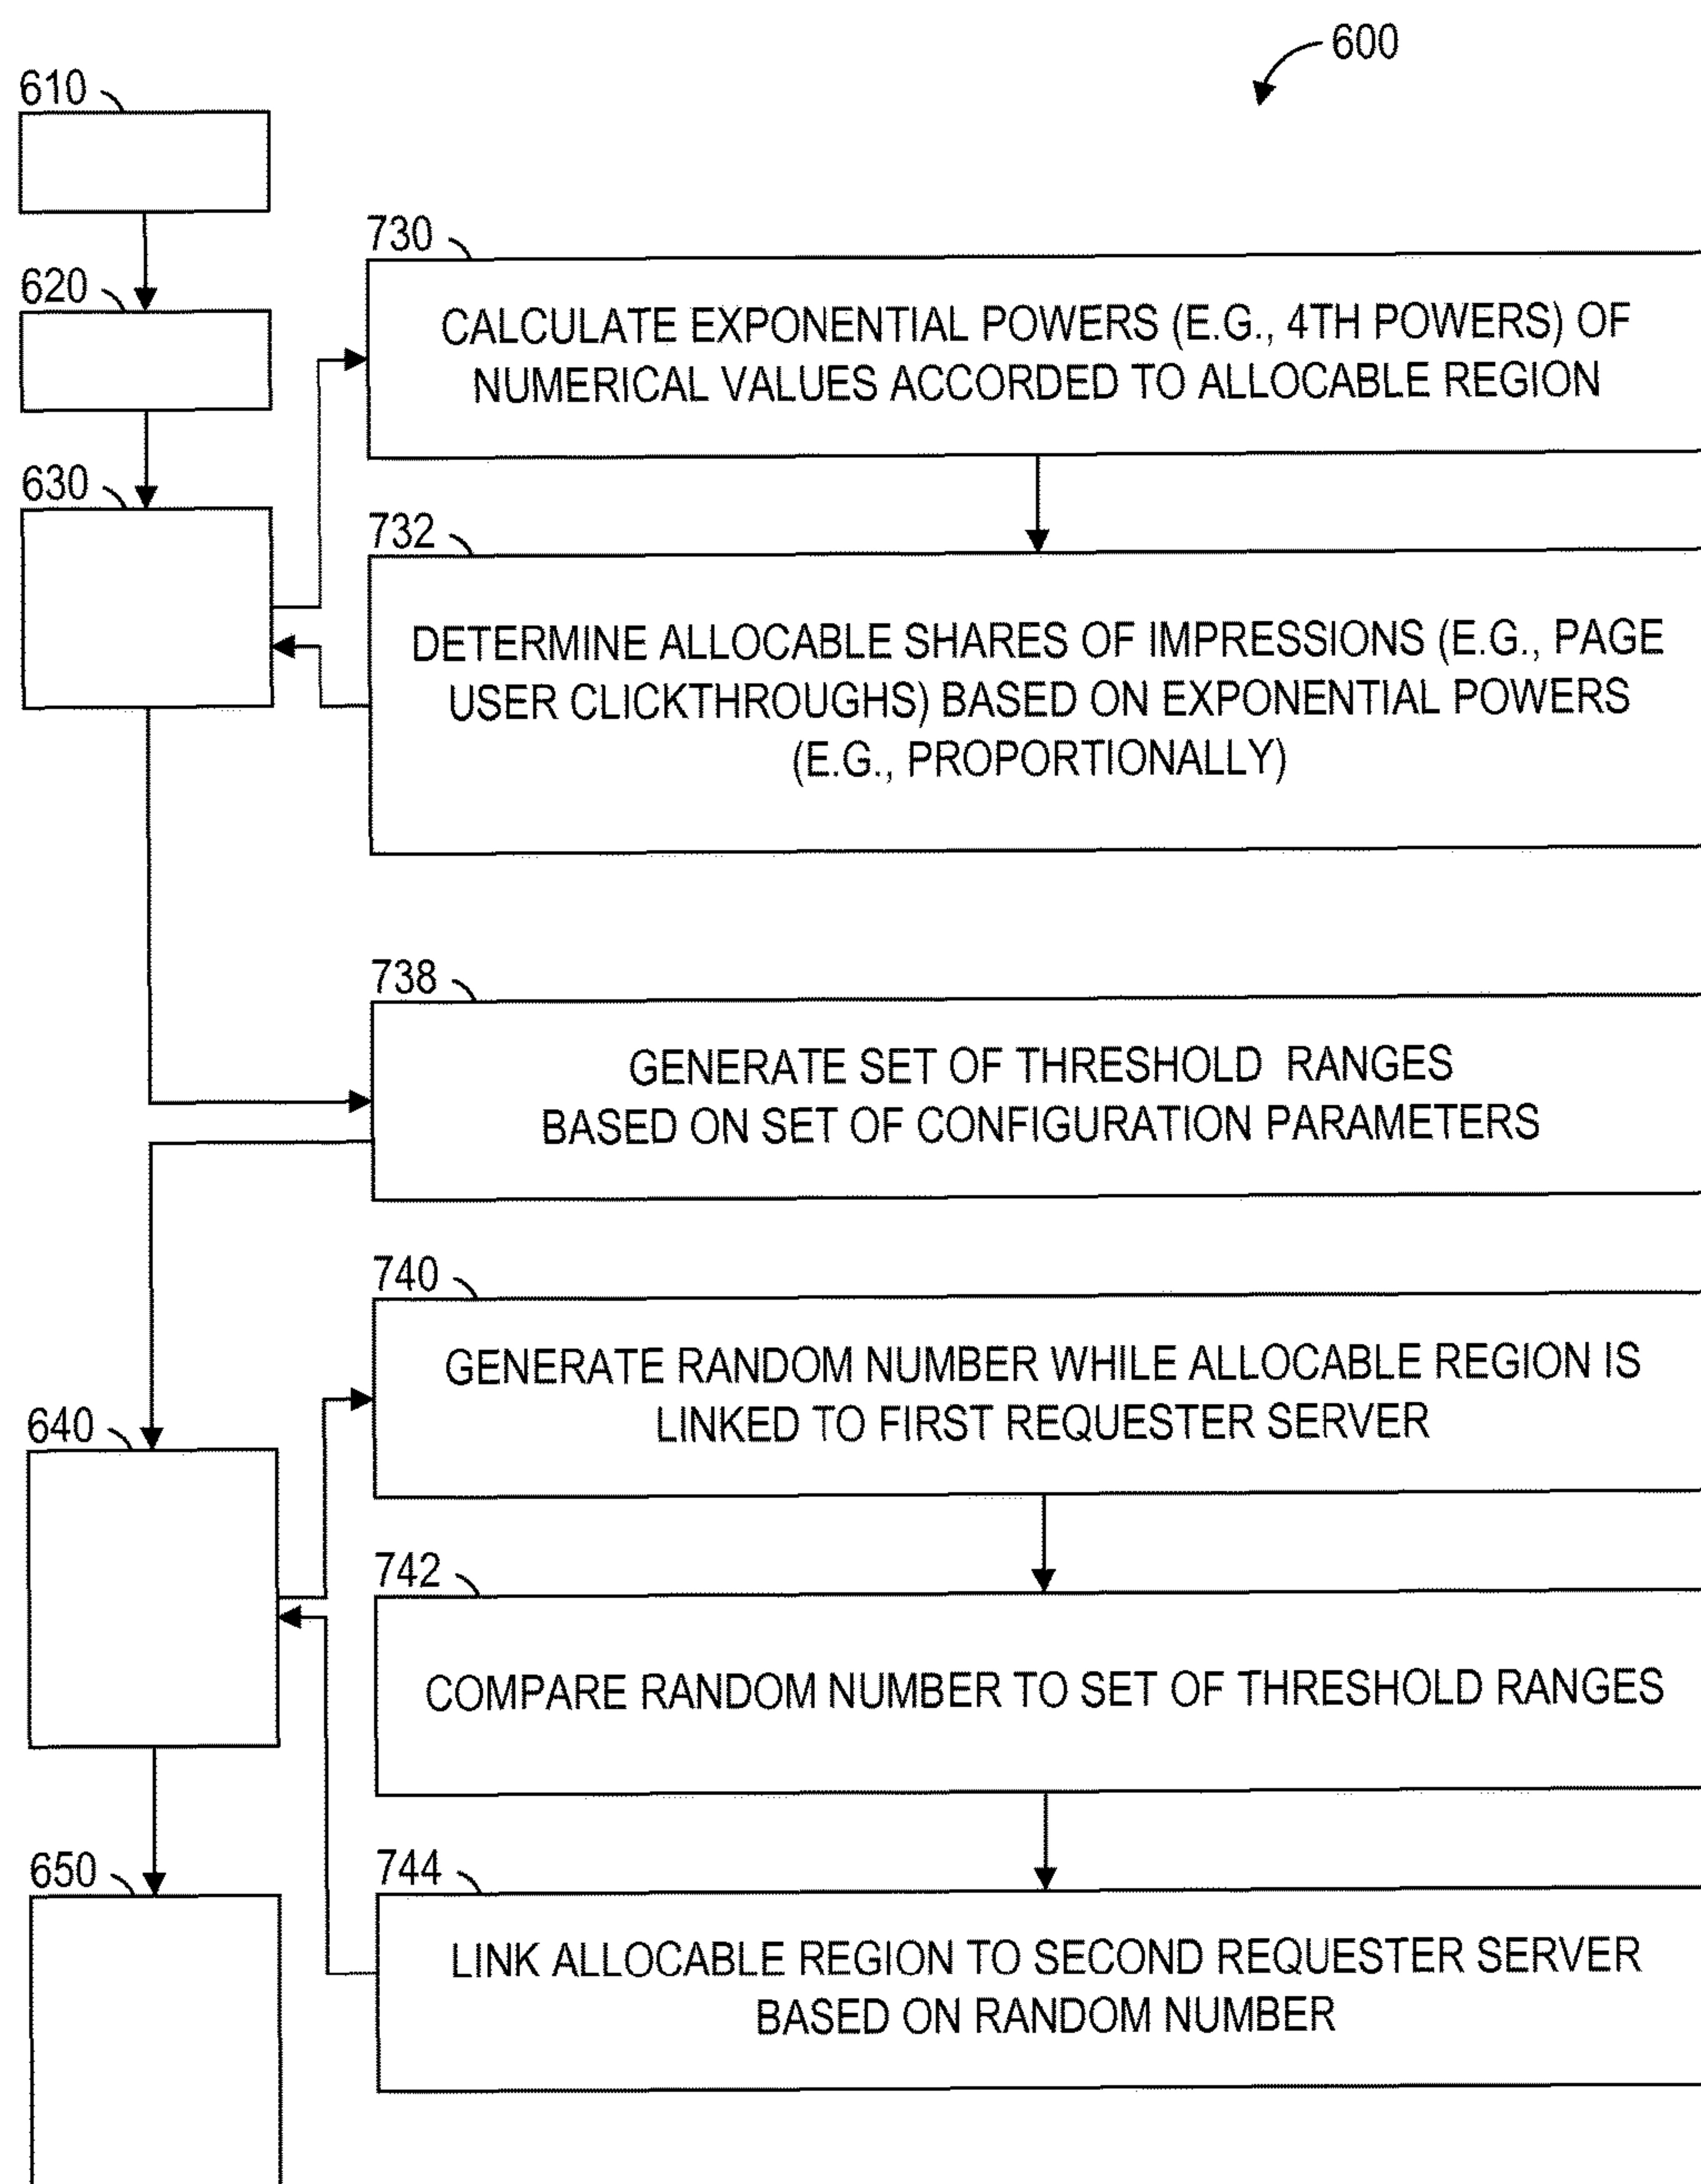 600
610
730
CALCULATE EXPONENTIAL POWERS (E.G., 4TH POWERS) OF
NUMERICAL VALUES ACCORDED TO ALLOCABLE REGION
620
630
732
DETERMINE ALLOCABLE SHARES OF IMPRESSIONS (E.G., PAGE
USER CLICKTHROUGHS) BASED ON EXPONENTIAL POWERS
(E.G., PROPORTIONALLY)
738
GENERATE SET OF THRESHOLD RANGES
BASED ON SET OF CONFIGURATION PARAMETERS
740
GENERATE RANDOM NUMBER WHILE ALLOCABLE REGION IS
LINKED TO FIRST REQUESTER SERVER
640
742
COMPARE RANDOM NUMBER TO SET OF THRESHOLD RANGES
650
744
LINK ALLOCABLE REGION TO SECOND REQUESTER SERVER
BASED ON RANDOM NUMBER